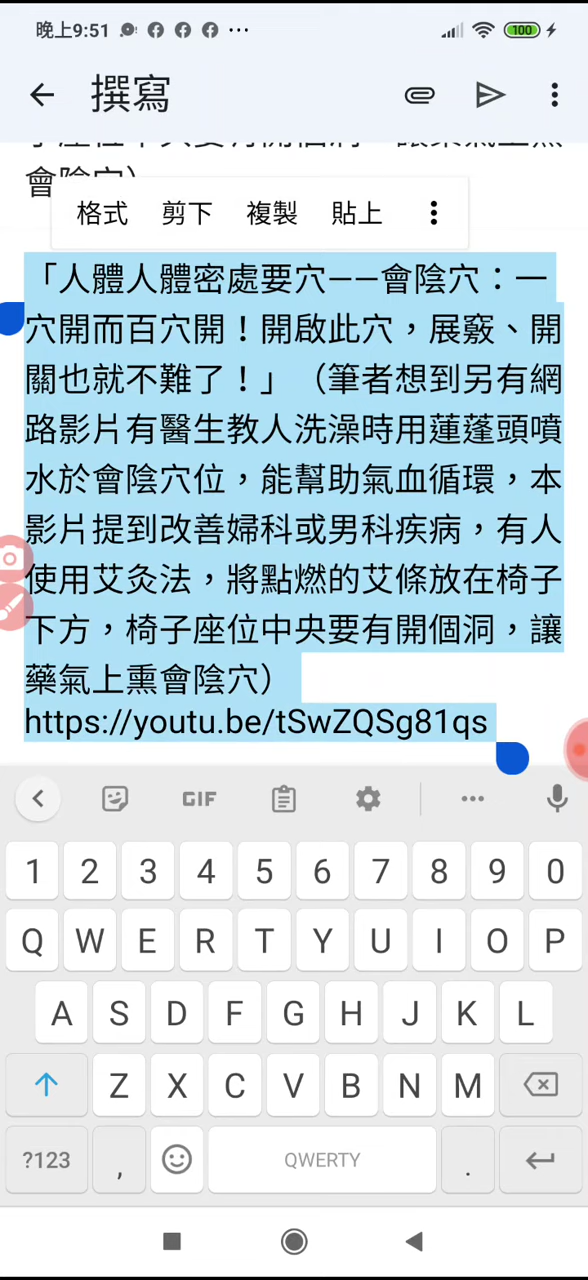 晚上9:51
100
撰寫
會陰穴）
格式 剪下 複製 貼上
「人體人體密處要穴——會陰穴：一
穴開而百穴開！開啟此穴，展竅、開
關也就不難了！」（筆者想到另有網
路影片有醫生教人洗澡時用蓮蓬頭噴
水於會陰穴位，能幫助氣血循環，本
影片提到改善婦科或男科疾病，有人
使用艾灸法，將點燃的艾條放在椅子
下方，椅子座位中央要有開個洞，讓
藥氣上熏會陰穴）
https://youtu.be/tSwZQSg81qs
GIF
1 2 3 4 5 6 7 8 9 0
Q W E R T Y U I O P
A S D F G H J K L
Z X C V B N M
?123 , QWERTY .